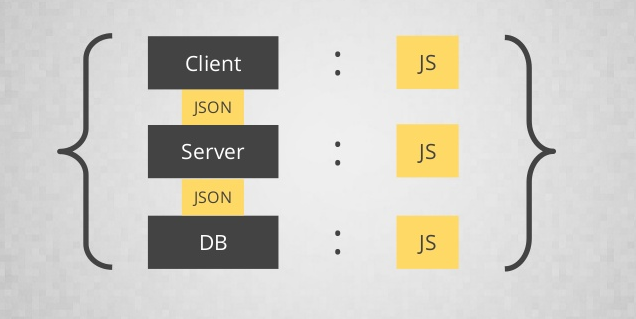 {
Client : JS
JSON
Server : JS
JSON
DB : JS
}